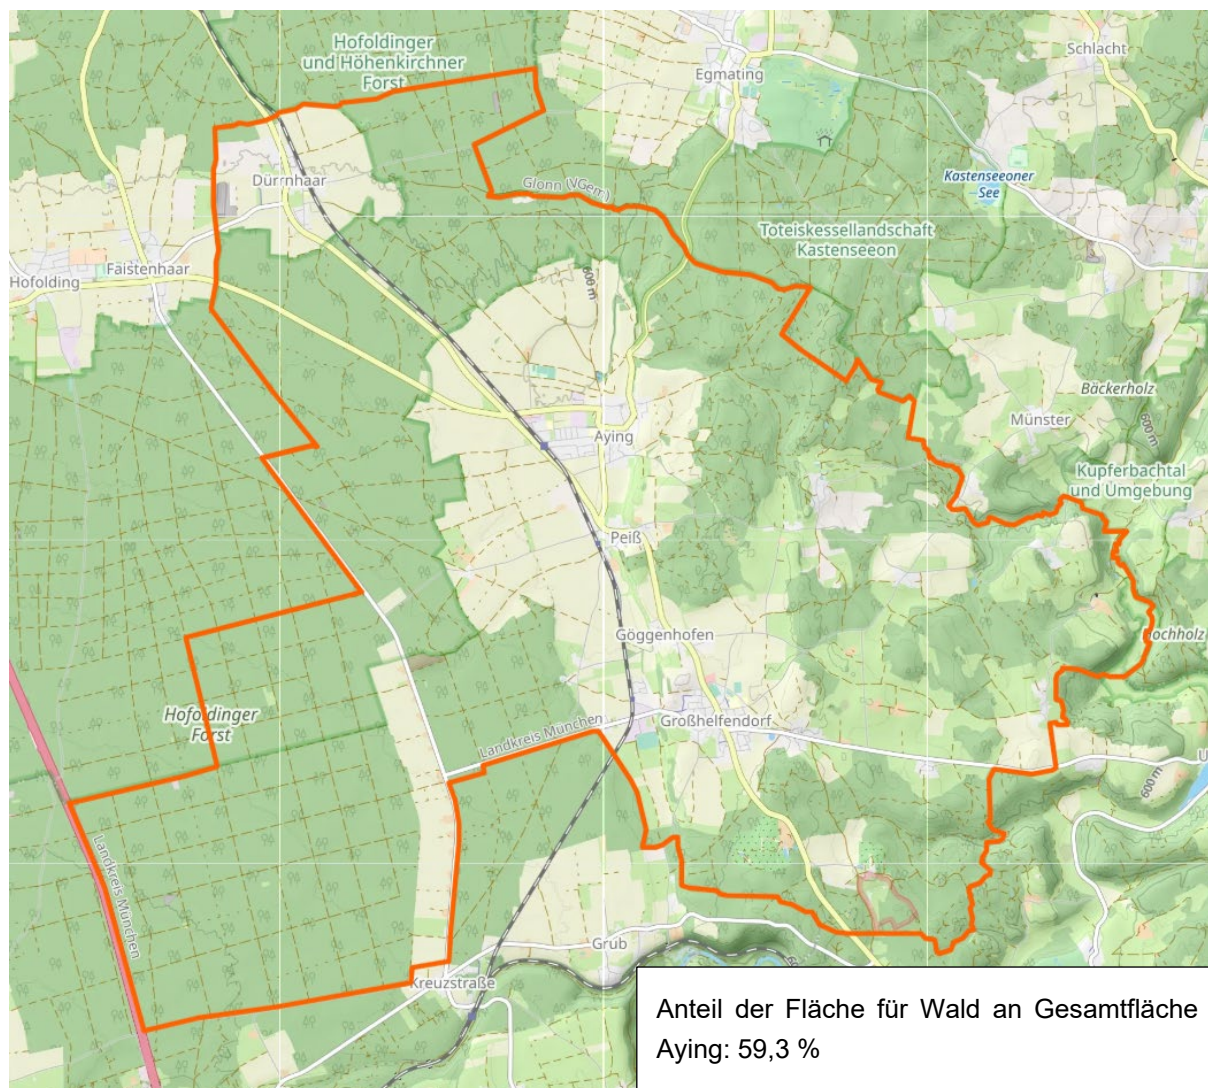 Hofoldinger
und Höhenkirchner
Forst
Egmating
Schlacht
Dürrnhaar
Glonn (VGem)
Kastenseeoner
See
Toteiskessellandschaft
Kastenseeon
Hofolding
Faistenhaar
600 m
Bäckerholz
Münster
600 m
Aying
Kupferbachtal
und Umgebung
Peiß
Göggenhofen
ochholz
Hofoldinger
Forst
Landkreis München
Großhelfendorf
600 m
Landkreis München
Grub
Kreuzstraße
Anteil der Fläche für Wald an Gesamtfläche
Aying: 59,3 %